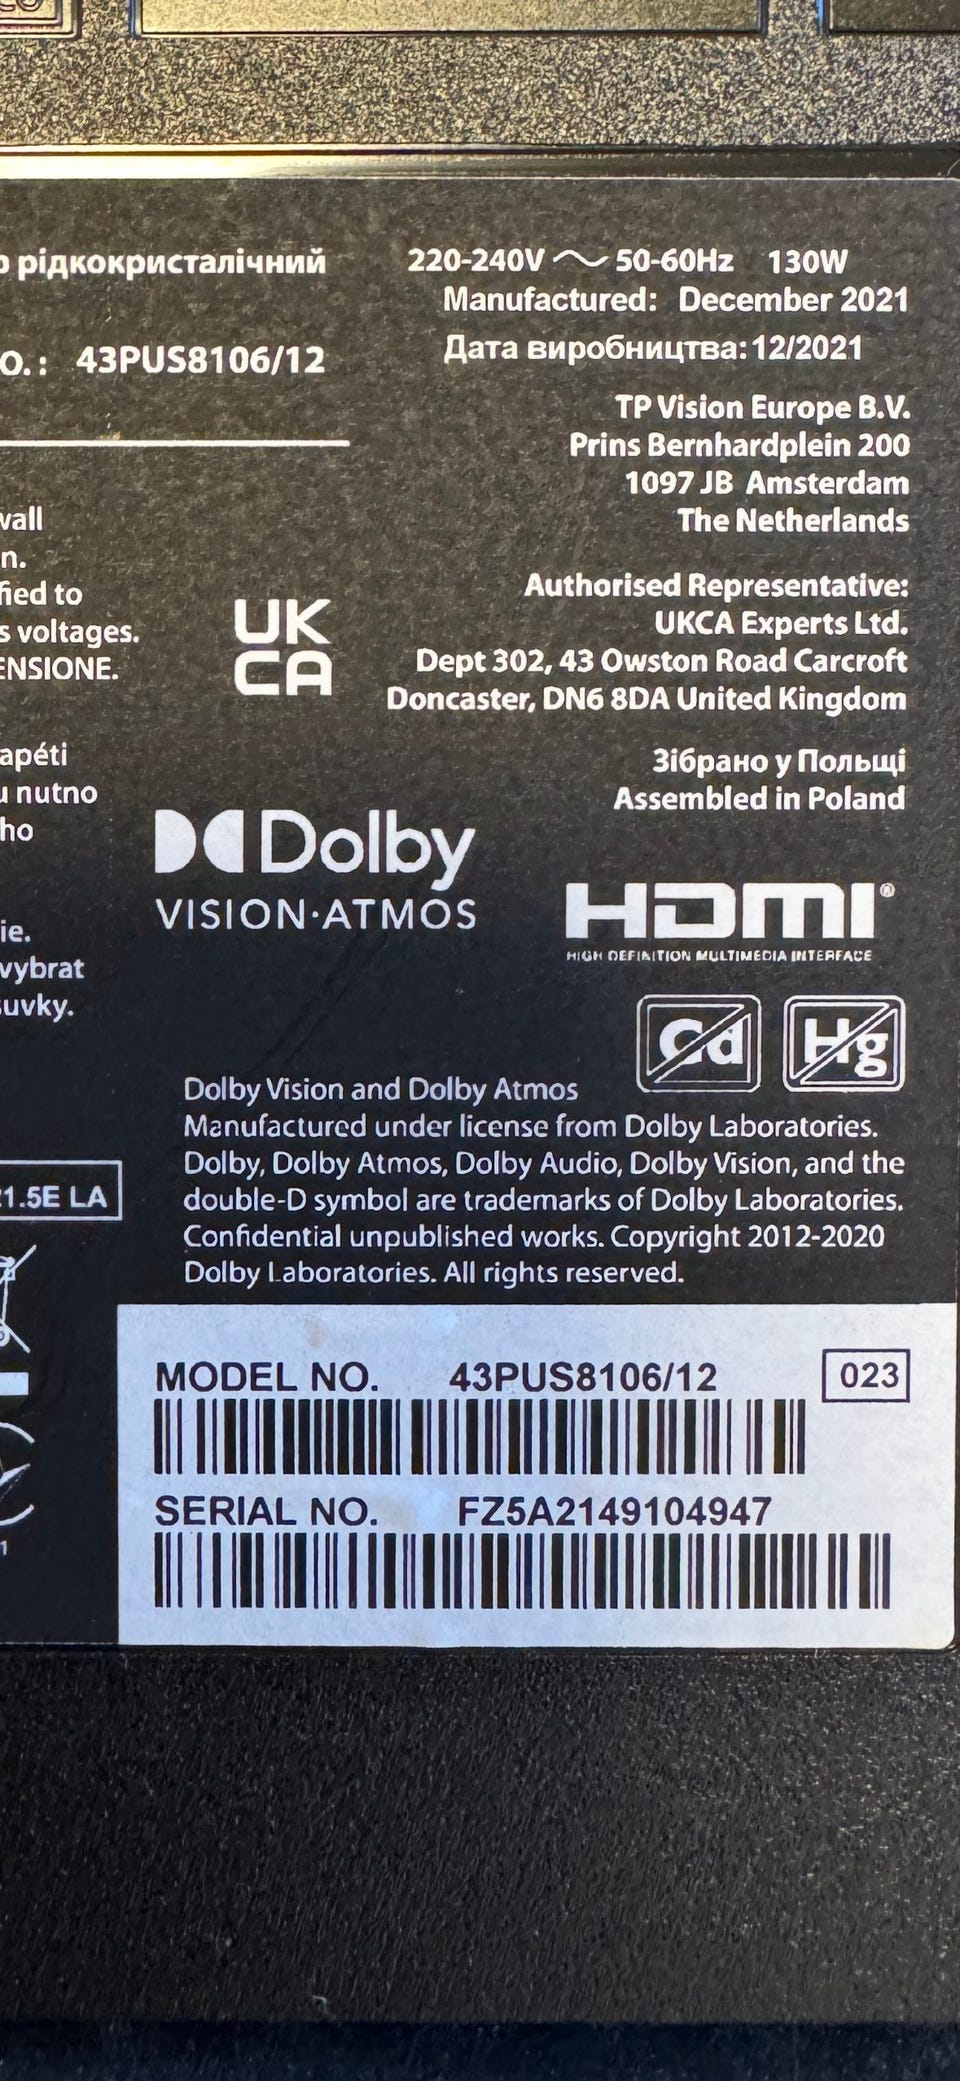 рідкокристалічний
220-240V 50-60Hz 130W
Manufactured: December 2021
O.: 43PUS8106/12
Дата виробництва: 12/2021
TP Vision Europe B.V.
Prins Bernhardplein 200
1097 JB Amsterdam
The Netherlands
wall
n.
fied to
s voltages.
ENSIONE.
UK
CA
Authorised Representative:
UKCA Experts Ltd.
Dept 302, 43 Owston Road Carcroft
Doncaster, DN6 8DA United Kingdom
apéti
u nutno
ho
Зібрано у Польщі
Assembled in Poland
Dolby
VISION·ATMOS
HDMI®
HIGH DEFINITION MULTIMEDIA INTERFACE
ie.
vybrat
suvky.
Cd Hg
Dolby Vision and Dolby Atmos
Manufactured under license from Dolby Laboratories.
Dolby, Dolby Atmos, Dolby Audio, Dolby Vision, and the
double-D symbol are trademarks of Dolby Laboratories.
Confidential unpublished works. Copyright 2012-2020
Dolby Laboratories. All rights reserved.
1.5E LA
MODEL NO. 43PUS8106/12 023
SERIAL NO. FZ5A2149104947